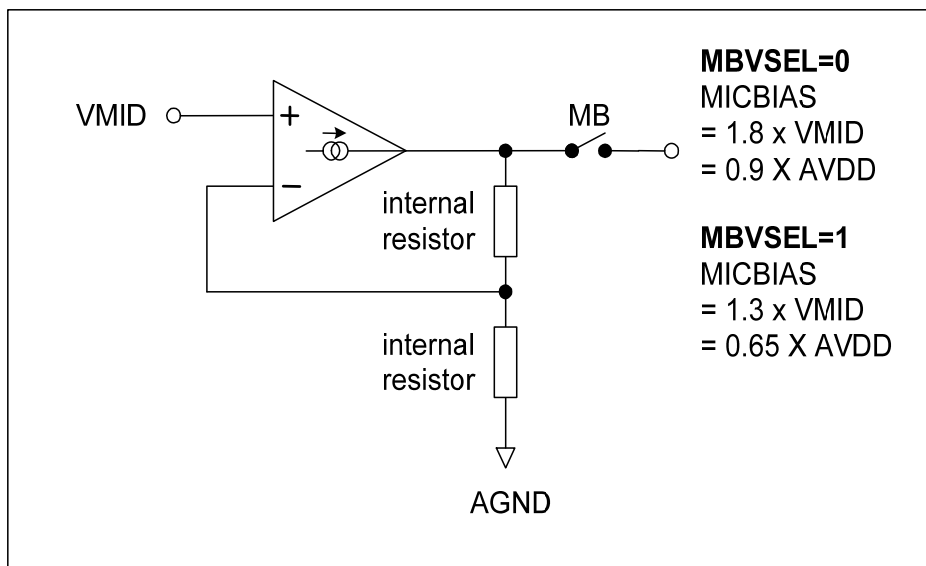 MBVSEL=0
MICBIAS
= 1.8 x VMID
= 0.9 X AVDD
VMID
+
−
MB
internal
resistor
MBVSEL=1
MICBIAS
= 1.3 x VMID
= 0.65 X AVDD
internal
resistor
AGND